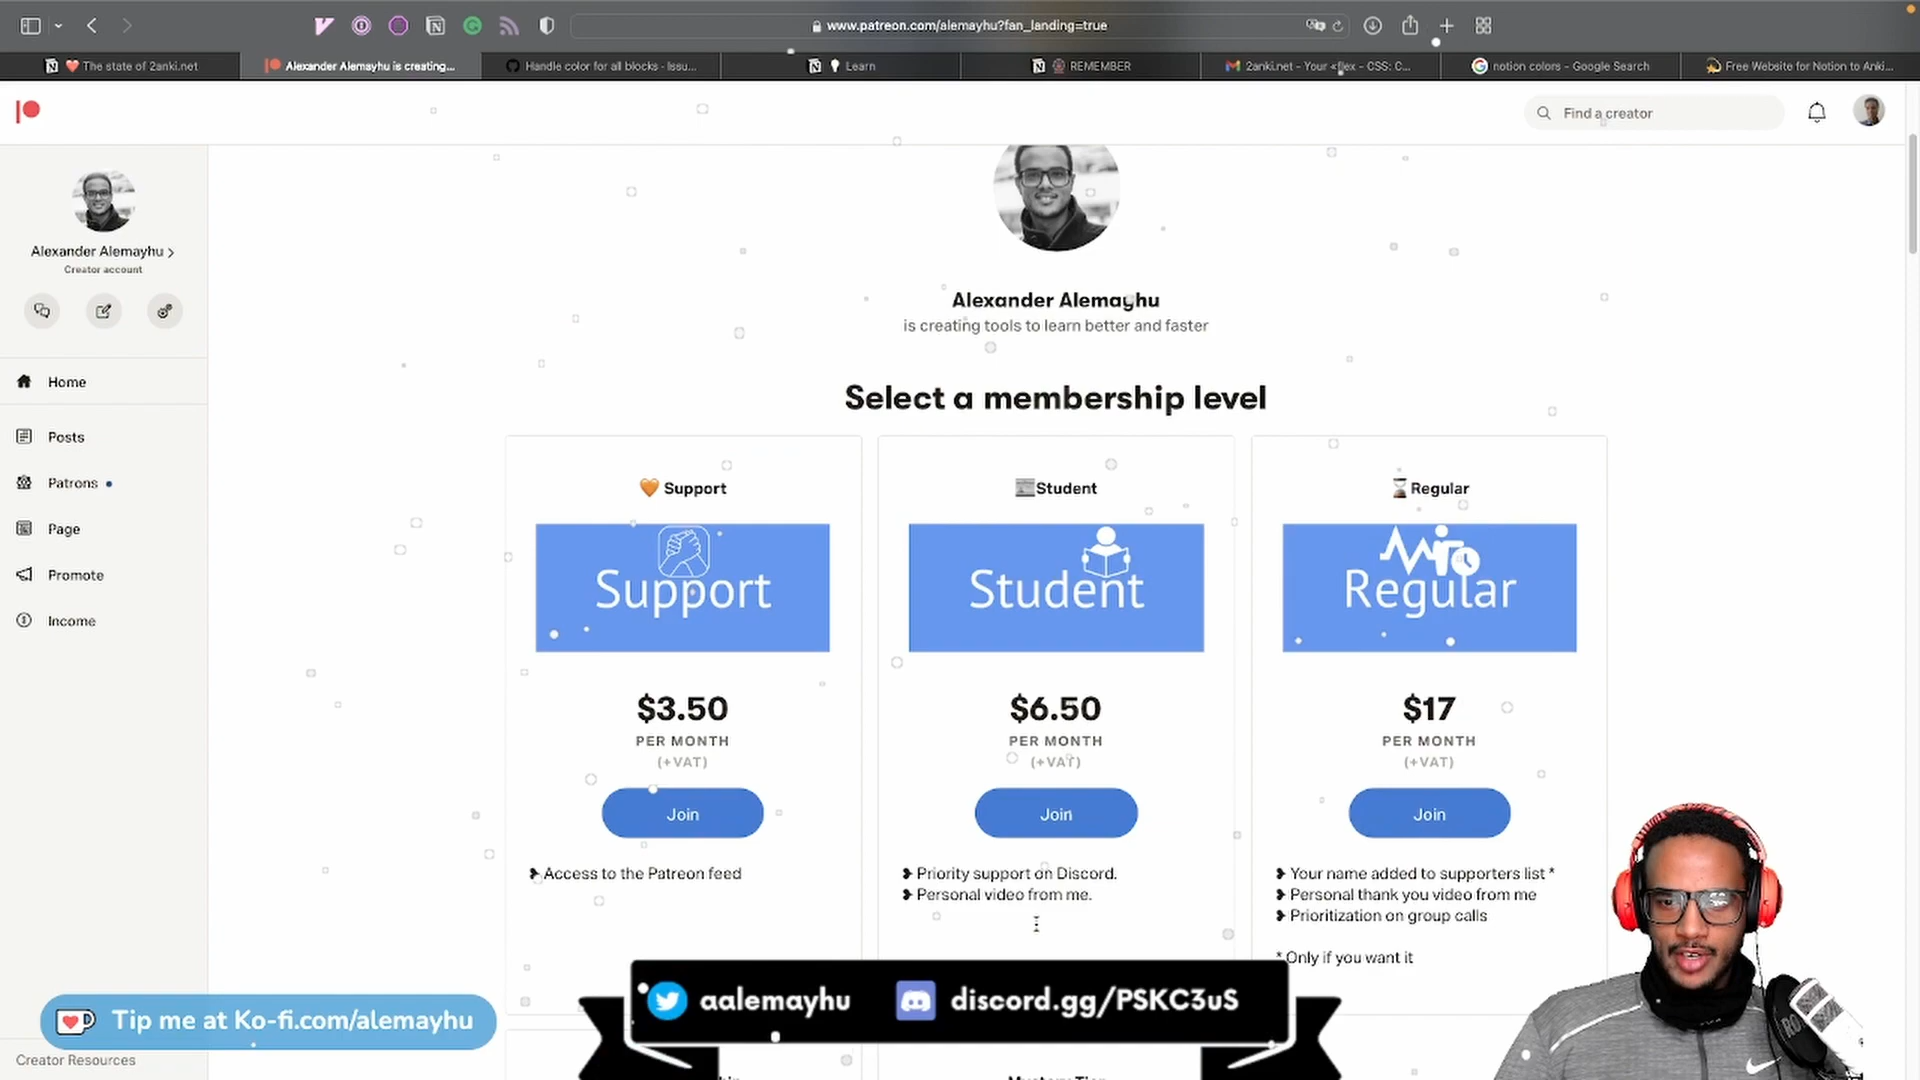 www.patreon.com/alemayhu?fan_landing=true
The state of 2anki.net
Alexander Alemayhu is creating...
Handle color for all blocks - Issu...
Learn
REMEMBER
notion colors - Google Search
Free Website for Notion to Anki...
Find a creator
Alexander Alemayhu
Creator account
Home
Posts
Patrons
Page
Promote
Income
Creator Resources
Alexander Alemayhu
is creating tools to learn better and faster
Select a membership level
Support
Support
$3.50
PER MONTH
(+VAT)
Join
Access to the Patreon feed
Student
Student
$6.50
PER MONTH
(+VAT)
Join
Priority support on Discord.
Personal video from me.
Regular
Regular
$17
PER MONTH
(+VAT)
Join
Your name added to supporters list *
Personal thank you video from me
Prioritization on group calls
* Only if you want it
Tip me at Ko-fi.com/alemayhu
aalemayhu
discord.gg/PSKC3uS